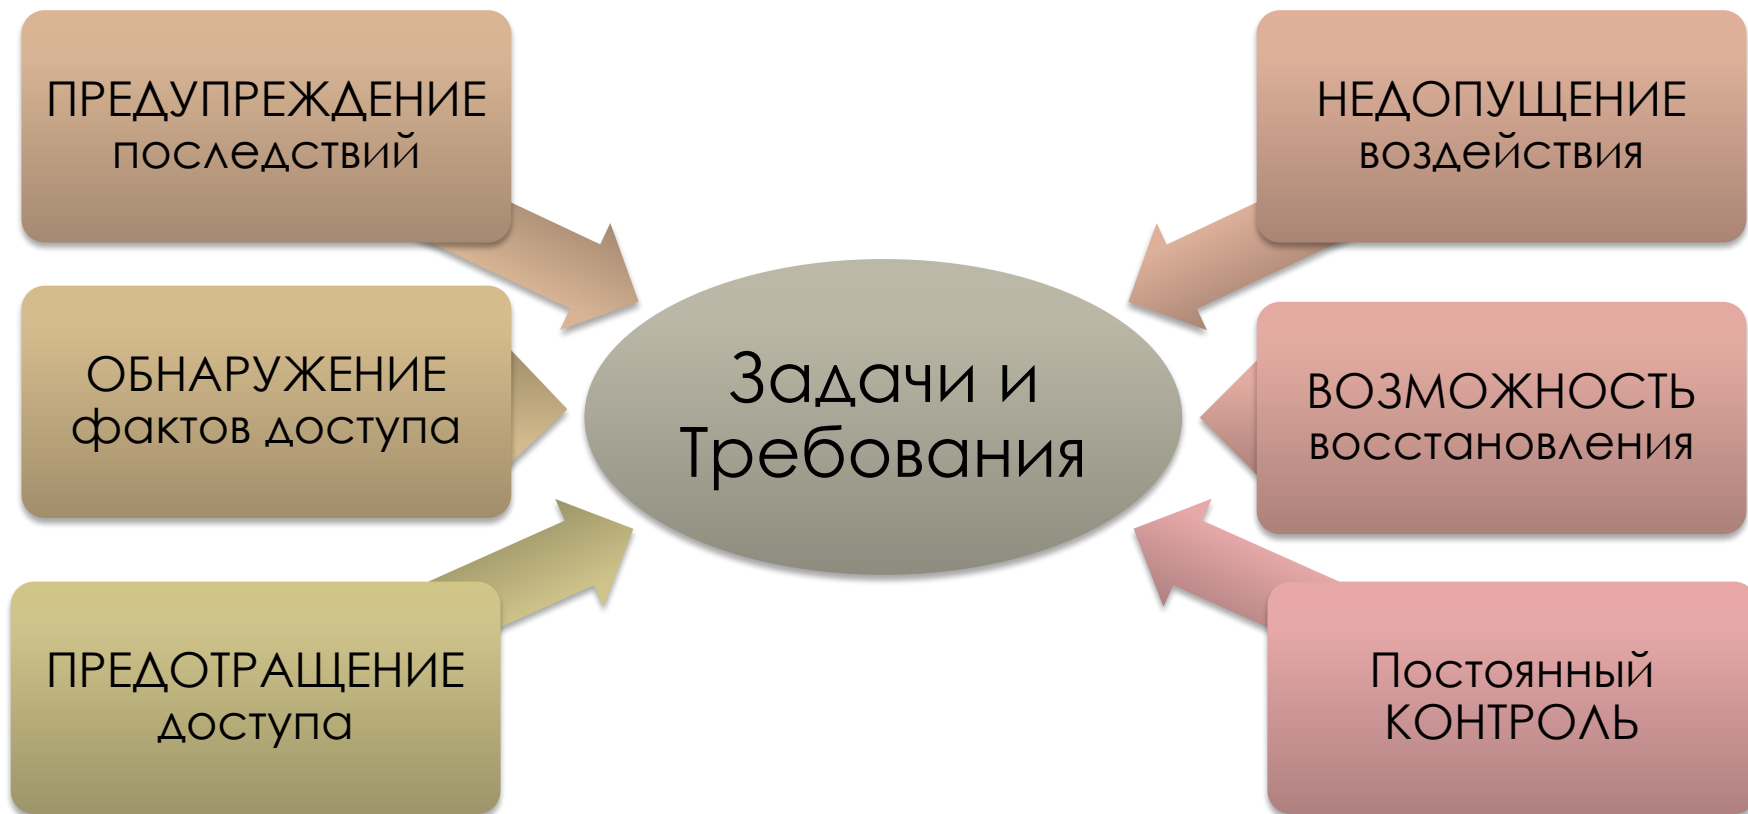 ПРЕДУПРЕЖДЕНИЕ
последствий
ОБНАРУЖЕНИЕ
фактов доступа
ПРЕДОТРАЩЕНИЕ
доступа
Задачи и
Требования
НЕДОПУЩЕНИЕ
воздействия
ВОЗМОЖНОСТЬ
восстановления
Постоянный
КОНТРОЛЬ